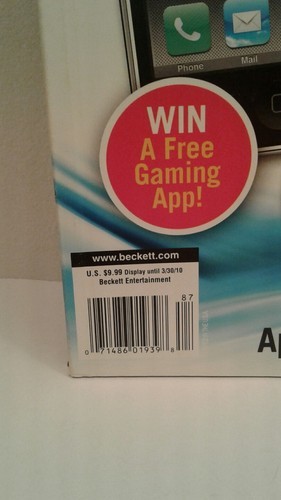 Phone
Mail
WIN
A Free
Gaming
App!
www.beckett.com
U.S. $9.99 Display until 3/30/10
Beckett Entertainment
87
0 71486 01939 8
Ap